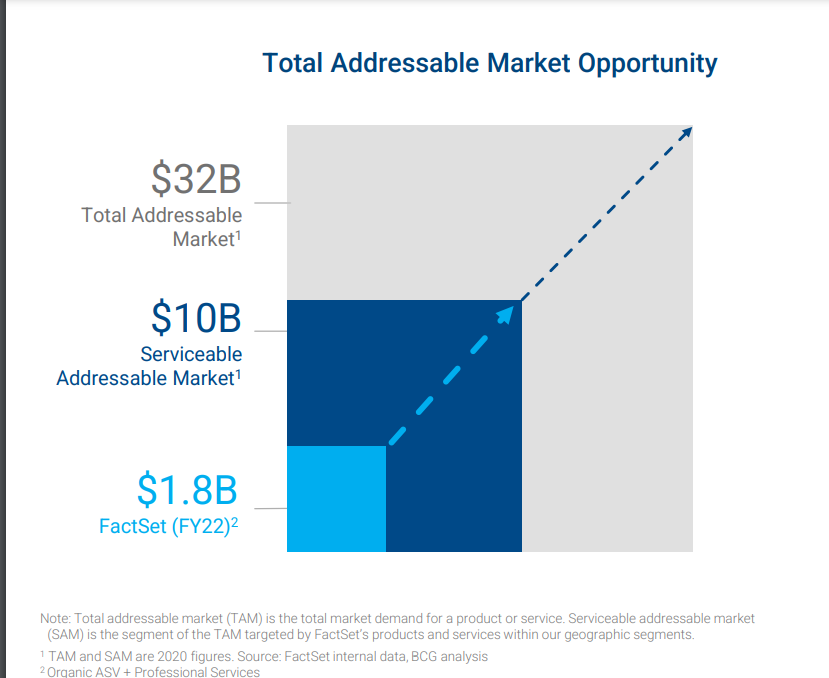 Total Addressable Market Opportunity
$32B
Total Addressable
Market¹
$10B
Serviceable
Addressable Market¹
$1.8B
FactSet (FY22)²
Note: Total addressable market (TAM) is the total market demand for a product or service. Serviceable addressable market
(SAM) is the segment of the TAM targeted by FactSet's products and services within our geographic segments.
¹ TAM and SAM are 2020 figures. Source: FactSet internal data, BCG analysis
² Organic ASV + Professional Services